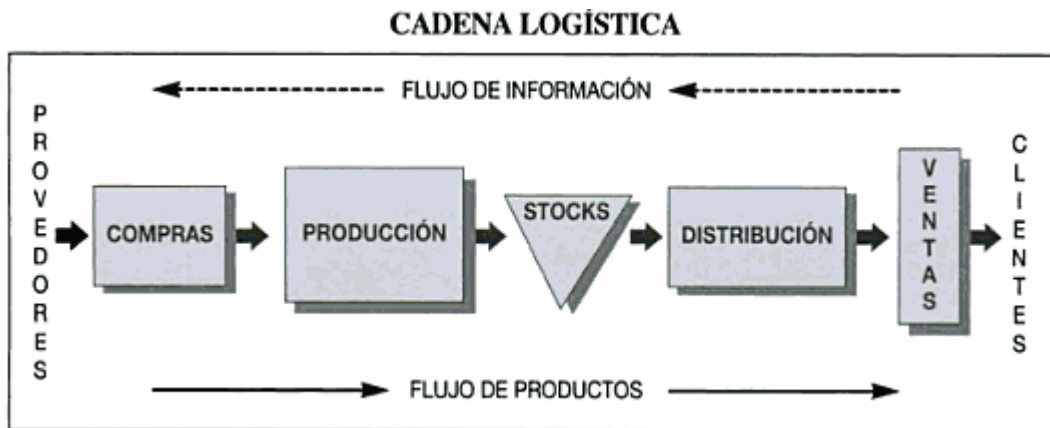 CADENA LOGÍSTICA
FLUJO DE INFORMACIÓN
PROVEDORES
COMPRAS
PRODUCCIÓN
STOCKS
DISTRIBUCIÓN
VENTAS
CLIENTES
FLUJO DE PRODUCTOS